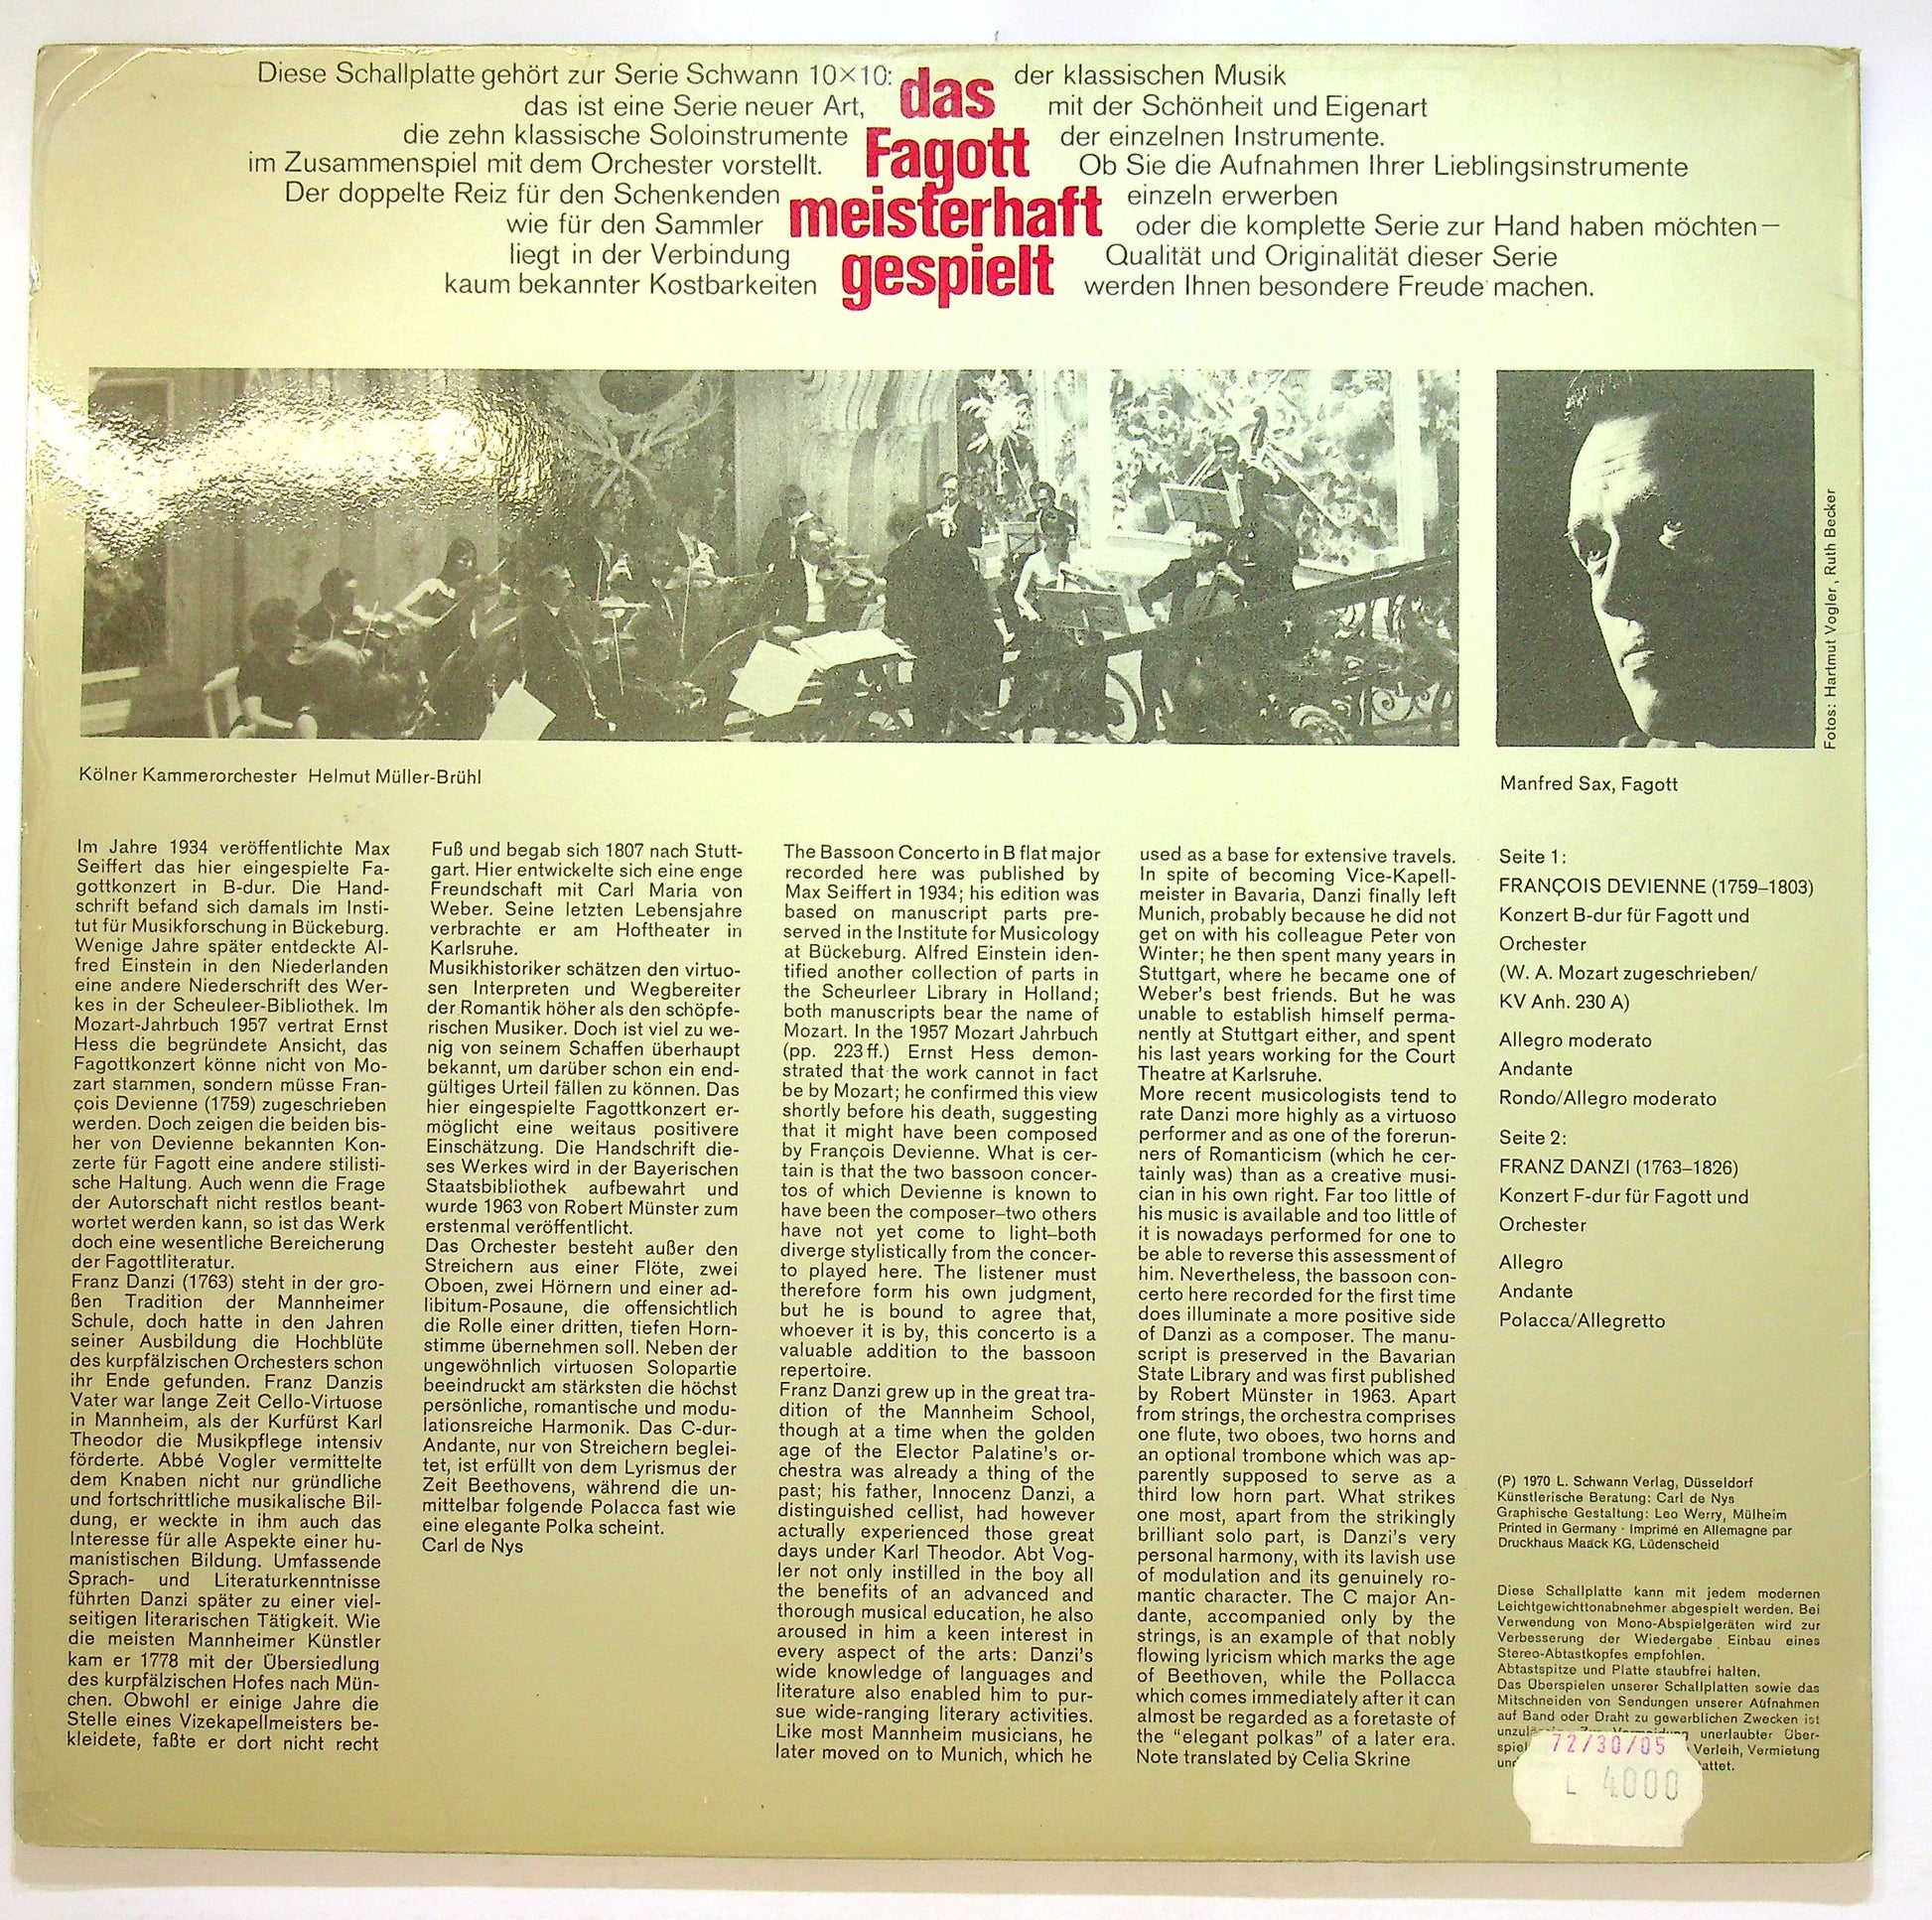 Diese Schallplatte gehört zur Serie Schwann 10×10:
das ist eine Serie neuer Art,
die zehn klassische Soloinstrumente
im Zusammenspiel mit dem Orchester vorstellt.
Der doppelte Reiz für den Schenkenden
wie für den Sammler
liegt in der Verbindung
kaum bekannter Kostbarkeiten
das
Fagott
meisterhaft
gespielt
der klassischen Musik
mit der Schönheit und Eigenart
der einzelnen Instrumente.
Ob Sie die Aufnahmen Ihrer Lieblingsinstrumente
einzeln erwerben
oder die komplette Serie zur Hand haben möchten—
Qualität und Originalität dieser Serie
werden Ihnen besondere Freude machen.
Fotos: Hartmut Vogler, Ruth Becker
Kölner Kammerorchester Helmut Müller-Brühl
Manfred Sax, Fagott
Im Jahre 1934 veröffentlichte Max
Seiffert das hier eingespielte Fa-
gottkonzert in B-dur. Die Hand-
schrift befand sich damals im Insti-
tut für Musikforschung in Bückeburg.
Wenige Jahre später entdeckte Al-
fred Einstein in den Niederlanden
eine andere Niederschrift des Wer-
kes in der Scheuleer-Bibliothek. Im
Mozart-Jahrbuch 1957 vertrat Ernst
Hess die begründete Ansicht, das
Fagottkonzert könne nicht von Mo-
zart stammen, sondern müsse Fran-
çois Devienne (1759) zugeschrieben
werden. Doch zeigen die beiden bis-
her von Devienne bekannten Kon-
zerte für Fagott eine andere stilisti-
sche Haltung. Auch wenn die Frage
der Autorschaft nicht restlos beant-
wortet werden kann, so ist das Werk
doch eine wesentliche Bereicherung
der Fagottliteratur.
Franz Danzi (1763) steht in der gro-
ßen Tradition der Mannheimer
Schule, doch hatte in den Jahren
seiner Ausbildung die Hochblüte
des kurpfälzischen Orchesters schon
ihr Ende gefunden. Franz Danzis
Vater war lange Zeit Cello-Virtuose
in Mannheim, als der Kurfürst Karl
Theodor die Musikpflege intensiv
förderte. Abbé Vogler vermittelte
dem Knaben nicht nur gründliche
und fortschrittliche musikalische Bil-
dung, er weckte in ihm auch das
Interesse für alle Aspekte einer hu-
manistischen Bildung. Umfassende
Sprach- und Literaturkenntnisse
führten Danzi später zu einer viel-
seitigen literarischen Tätigkeit. Wie
die meisten Mannheimer Künstler
kam er 1778 mit der Übersiedlung
des kurpfälzischen Hofes nach Mün-
chen. Obwohl er einige Jahre die
Stelle eines Vizekapellmeisters be-
kleidete, faßte er dort nicht recht
Fuß und begab sich 1807 nach Stutt-
gart. Hier entwickelte sich eine enge
Freundschaft mit Carl Maria von
Weber. Seine letzten Lebensjahre
verbrachte er am Hoftheater in
Karlsruhe.
Musikhistoriker schätzen den virtuo-
sen Interpreten und Wegbereiter
der Romantik höher als den schöpfe-
rischen Musiker. Doch ist viel zu we-
nig von seinem Schaffen überhaupt
bekannt, um darüber schon ein end-
gültiges Urteil fällen zu können. Das
hier eingespielte Fagottkonzert er-
möglicht eine weitaus positivere
Einschätzung. Die Handschrift die-
ses Werkes wird in der Bayerischen
Staatsbibliothek aufbewahrt und
wurde 1963 von Robert Münster zum
erstenmal veröffentlicht.
Das Orchester besteht außer den
Streichern aus einer Flöte, zwei
Oboen, zwei Hörnern und einer ad-
libitum-Posaune, die offensichtlich
die Rolle einer dritten, tiefen Horn-
stimme übernehmen soll. Neben der
ungewöhnlich virtuosen Solopartie
beeindruckt am stärksten die höchst
persönliche, romantische und modu-
lationsreiche Harmonik. Das C-dur-
Andante, nur von Streichern beglei-
tet, ist erfüllt von dem Lyrismus der
Zeit Beethovens, während die un-
mittelbar folgende Polacca fast wie
eine elegante Polka scheint.
Carl de Nys
The Bassoon Concerto in B flat major
recorded here was published by
Max Seiffert in 1934; his edition was
based on manuscript parts pre-
served in the Institute for Musicology
at Bückeburg. Alfred Einstein iden-
tified another collection of parts in
the Scheurleer Library in Holland;
both manuscripts bear the name of
Mozart. In the 1957 Mozart Jahrbuch
(pp. 223 ff.) Ernst Hess demon-
strated that the work cannot in fact
be by Mozart; he confirmed this view
shortly before his death, suggesting
that it might have been composed
by François Devienne. What is cer-
tain is that the two bassoon concer-
tos of which Devienne is known to
have been the composer–two others
have not yet come to light–both
diverge stylistically from the concer-
to played here. The listener must
therefore form his own judgment,
but he is bound to agree that,
whoever it is by, this concerto is a
valuable addition to the bassoon
repertoire.
Franz Danzi grew up in the great tra-
dition of the Mannheim School,
though at a time when the golden
age of the Elector Palatine's or-
chestra was already a thing of the
past; his father, Innocenz Danzi, a
distinguished cellist, had however
actually experienced those great
days under Karl Theodor. Abt Vog-
ler not only instilled in the boy all
the benefits of an advanced and
thorough musical education, he also
aroused in him a keen interest in
every aspect of the arts: Danzi's
wide knowledge of languages and
literature also enabled him to pur-
sue wide-ranging literary activities.
Like most Mannheim musicians, he
later moved on to Munich, which he
used as a base for extensive travels.
In spite of becoming Vice-Kapell-
meister in Bavaria, Danzi finally left
Munich, probably because he did not
get on with his colleague Peter von
Winter; he then spent many years in
Stuttgart, where he became one of
Weber's best friends. But he was
unable to establish himself perma-
nently at Stuttgart either, and spent
his last years working for the Court
Theatre at Karlsruhe.
More recent musicologists tend to
rate Danzi more highly as a virtuoso
performer and as one of the forerun-
ners of Romanticism (which he cer-
tainly was) than as a creative musi-
cian in his own right. Far too little of
his music is available and too little of
it is nowadays performed for one to
be able to reverse this assessment of
him. Nevertheless, the bassoon con-
certo here recorded for the first time
does illuminate a more positive side
of Danzi as a composer. The manu-
script is preserved in the Bavarian
State Library and was first published
by Robert Münster in 1963. Apart
from strings, the orchestra comprises
one flute, two oboes, two horns and
an optional trombone which was ap-
parently supposed to serve as a
third low horn part. What strikes
one most, apart from the strikingly
brilliant solo part, is Danzi's very
personal harmony, with its lavish use
of modulation and its genuinely ro-
mantic character. The C major An-
dante, accompanied only by the
strings, is an example of that nobly
flowing lyricism which marks the age
of Beethoven, while the Pollacca
which comes immediately after it can
almost be regarded as a foretaste of
the "elegant polkas" of a later era.
Note translated by Celia Skrine
Seite 1:
FRANÇOIS DEVIENNE (1759–1803)
Konzert B-dur für Fagott und
Orchester
(W. A. Mozart zugeschrieben/
KV Anh. 230 A)
Allegro moderato
Andante
Rondo/Allegro moderato
Seite 2:
FRANZ DANZI (1763–1826)
Konzert F-dur für Fagott und
Orchester
Allegro
Andante
Polacca/Allegretto
(P) 1970 L. Schwann Verlag, Düsseldorf
Künstlerische Beratung: Carl de Nys
Graphische Gestaltung: Leo Werry, Mülheim
Printed in Germany · Imprimé en Allemagne par
Druckhaus Maack KG, Lüdenscheid
Diese Schallplatte kann mit jedem modernen
Leichtgewichttonabnehmer abgespielt werden. Bei
Verwendung von Mono-Abspielgeräten wird zur
Verbesserung der Wiedergabe Einbau eines
Stereo-Abtastkopfes empfohlen.
Abtastspitze und Platte staubfrei halten.
Das Überspielen unserer Schallplatten sowie das
Mitschneiden von Sendungen unserer Aufnahmen
auf Band oder Draht zu gewerblichen Zwecken ist
unerlaubter Über-
spiel Verleih, Vermietung
attet.
72/30/05
L 4000